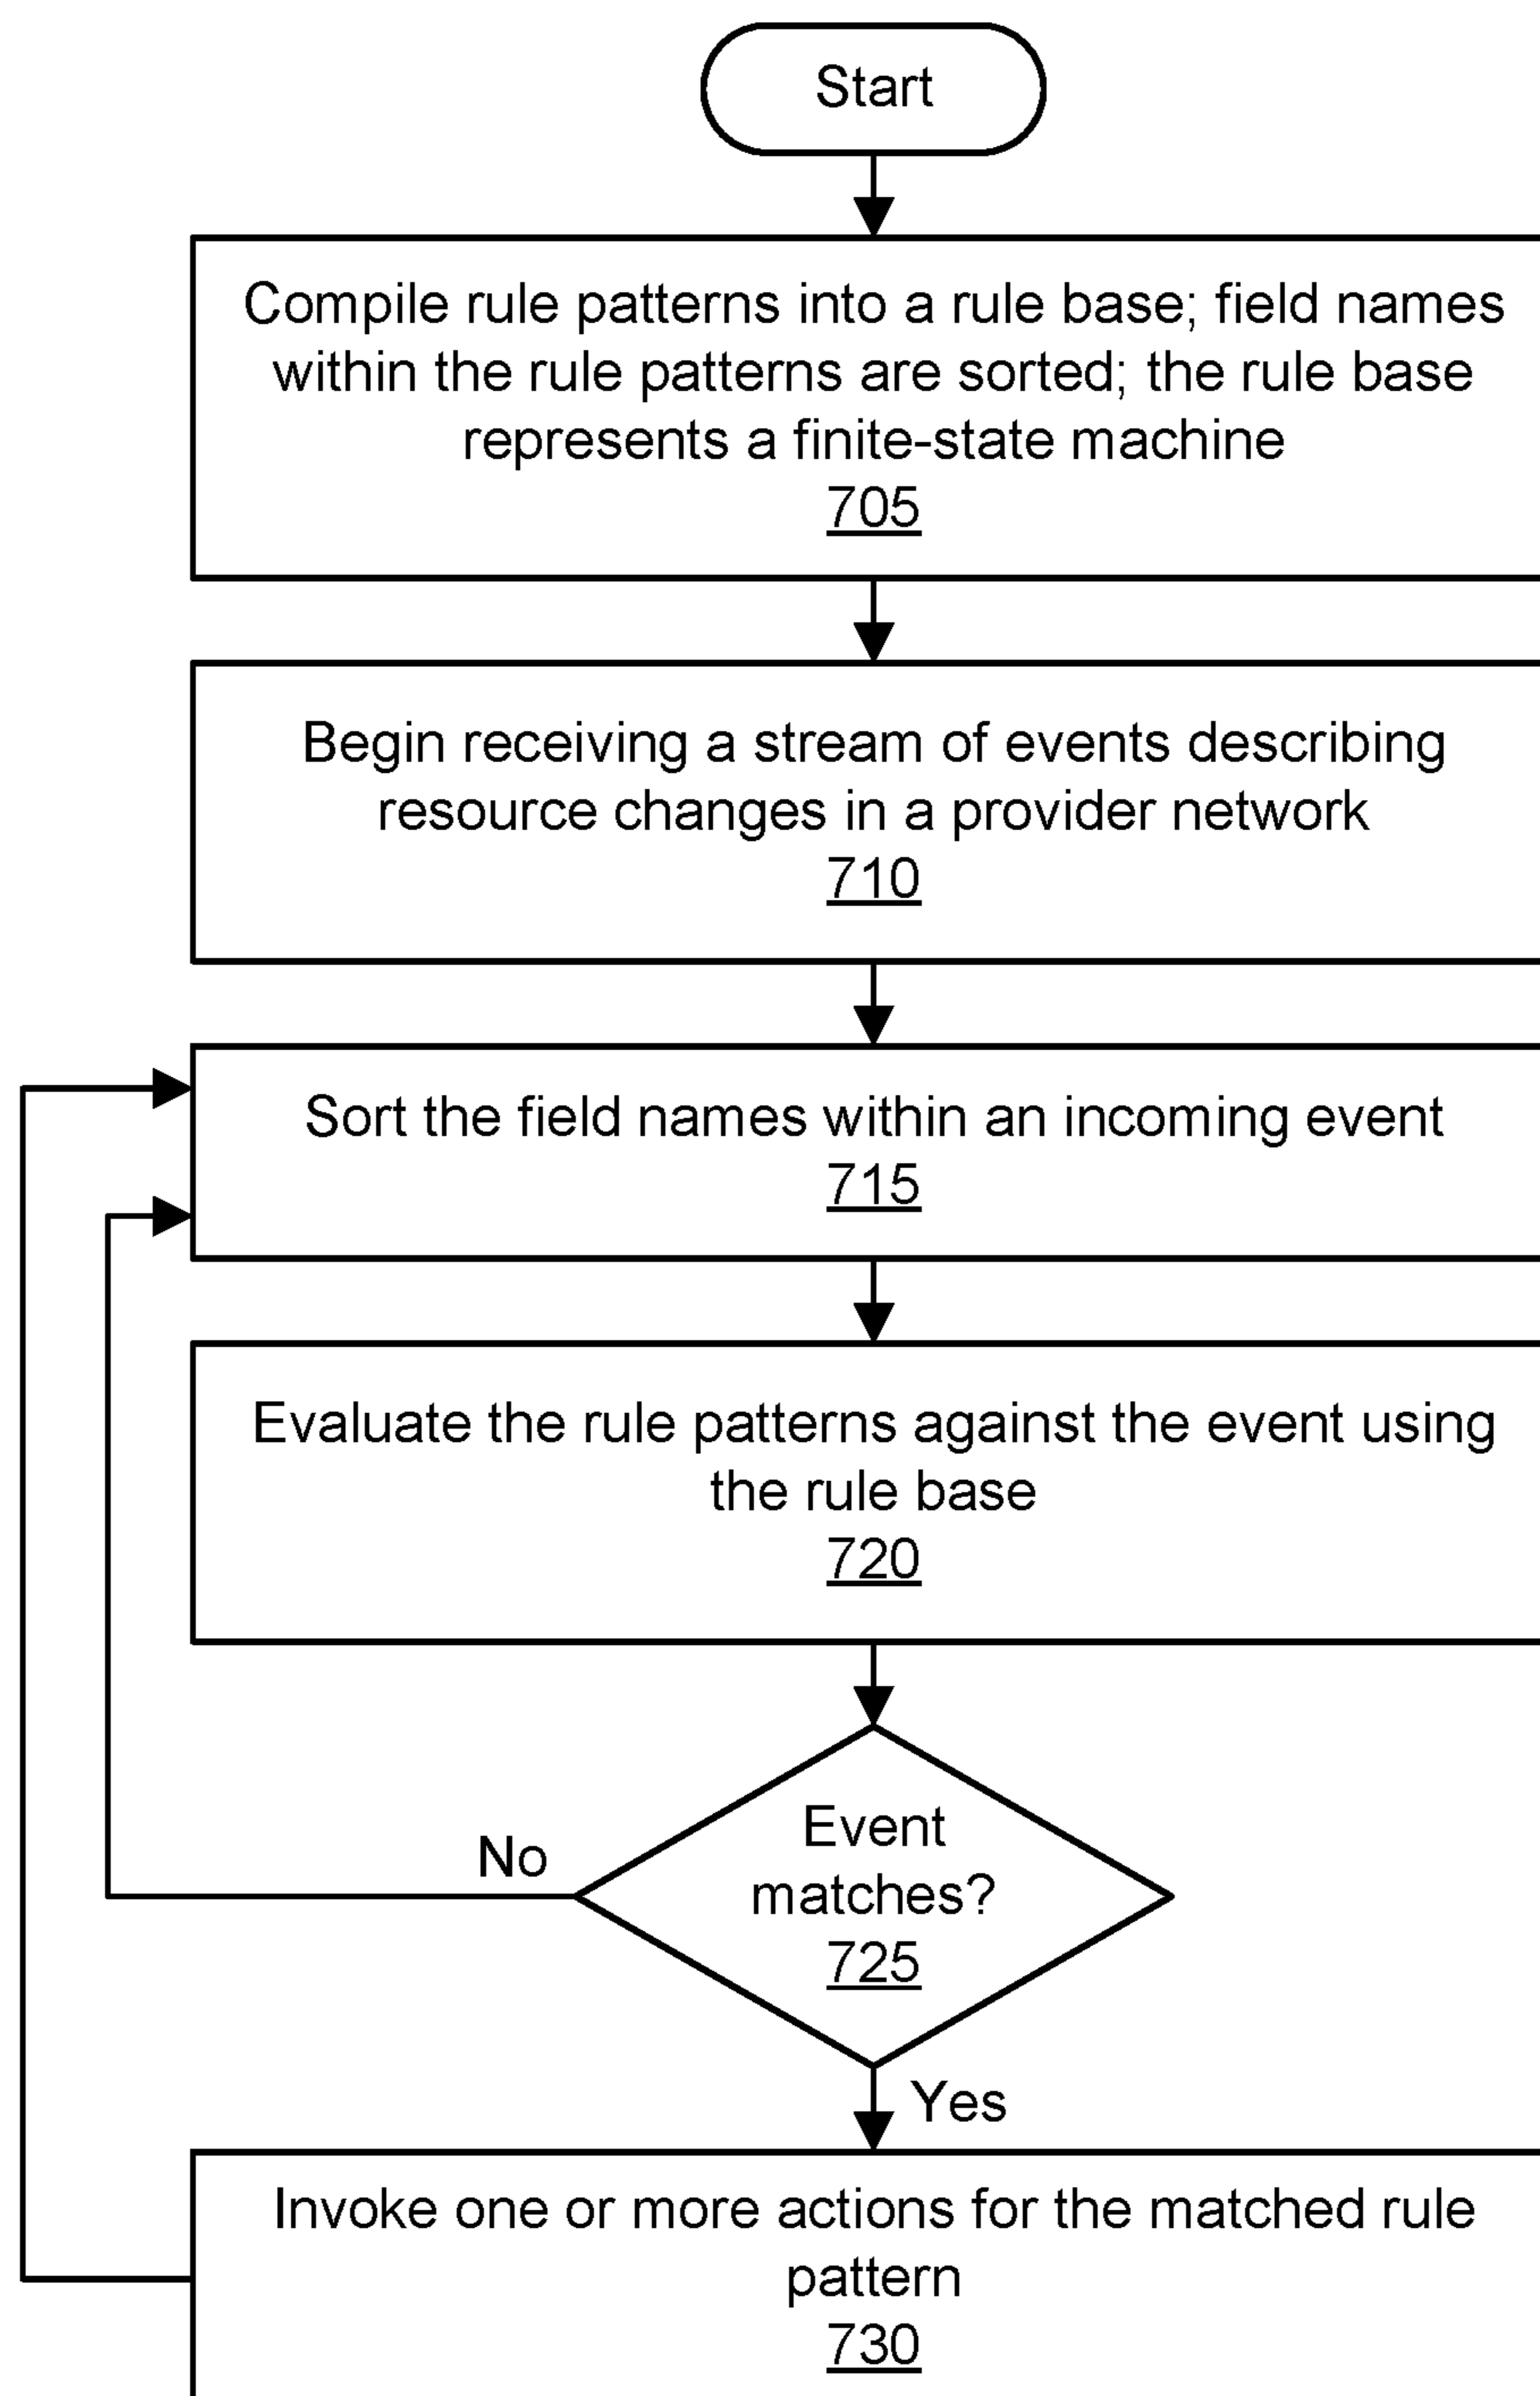 Start
Compile rule patterns into a rule base; field names
within the rule patterns are sorted; the rule base
represents a finite-state machine
705
Begin receiving a stream of events describing
resource changes in a provider network
710
Sort the field names within an incoming event
715
Evaluate the rule patterns against the event using
the rule base
720
Event
matches?
725
No
Yes
Invoke one or more actions for the matched rule
pattern
730